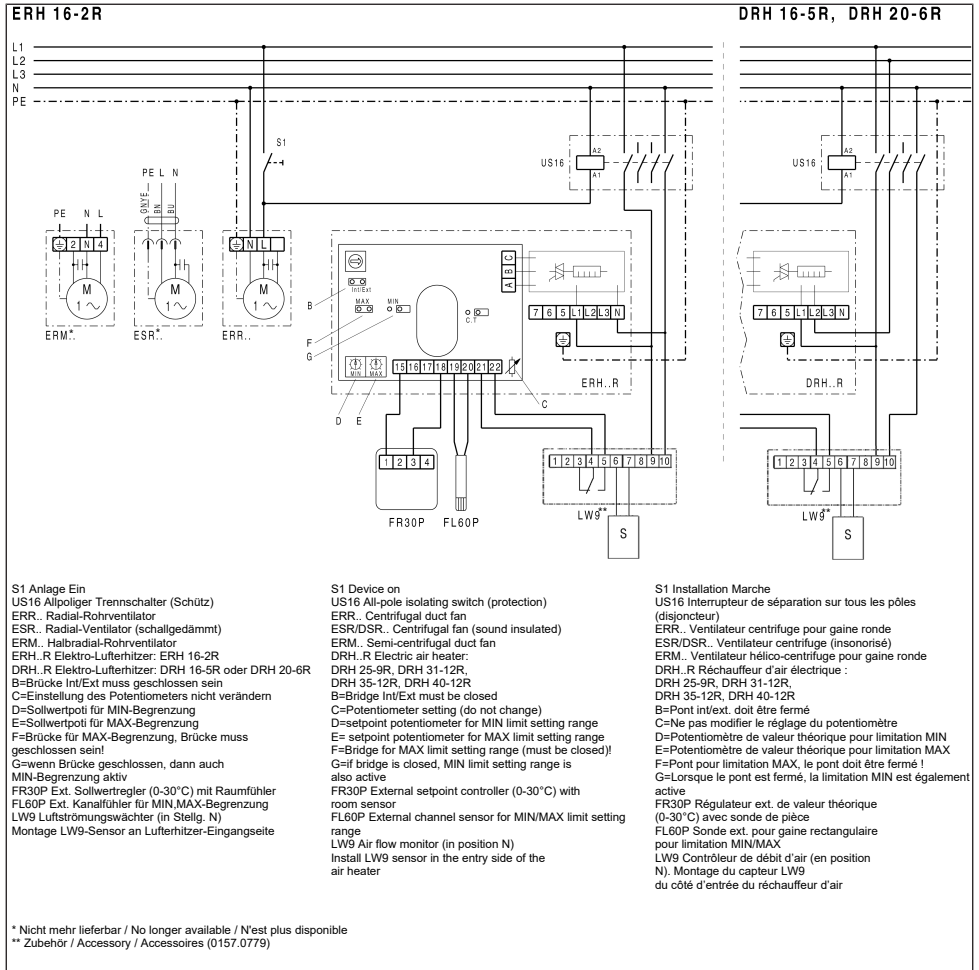 ERH 16-2R
DRH 16-5R, DRH 20-6R
L1
L2
L3
N
PE
S1
US16
A2
A1
US16
A2
A1
PE L N
GNYE
BN
BU
PE N L
2 N 4
M
1 ~
ERM*..
M
1 ~
ESR*..
N L
M
1 ~
ERR..
B
Int/Ext
MAX
MIN
C.T
F
G
MIN
MAX
D
E
C
B
A
15 16 17 18 19 20 21 22
C
7 6 5 L1 L2 L3 N
ERH..R
7 6 5 L1 L2 L3 N
DRH..R
1 2 3 4
FR30P
FL60P
1 2 3 4 5 6 7 8 9 10
LW9**
S
1 2 3 4 5 6 7 8 9 10
LW9**
S
S1 Anlage Ein
US16 Allpoliger Trennschalter (Schütz)
ERR.. Radial-Rohrventilator
ESR.. Radial-Ventilator (schallgedämmt)
ERM.. Halbradial-Rohrventilator
ERH..R Elektro-Lufterhitzer: ERH 16-2R
DRH..R Elektro-Lufterhitzer: DRH 16-5R oder DRH 20-6R
B=Brücke Int/Ext muss geschlossen sein
C=Einstellung des Potentiometers nicht verändern
D=Sollwertpoti für MIN-Begrenzung
E=Sollwertpoti für MAX-Begrenzung
F=Brücke für MAX-Begrenzung, Brücke muss
geschlossen sein!
G=wenn Brücke geschlossen, dann auch
MIN-Begrenzung aktiv
FR30P Ext. Sollwertregler (0-30°C) mit Raumfühler
FL60P Ext. Kanalfühler für MIN,MAX-Begrenzung
LW9 Luftströmungswächter (in Stellg. N)
Montage LW9-Sensor an Lufterhitzer-Eingangseite
S1 Device on
US16 All-pole isolating switch (protection)
ERR.. Centrifugal duct fan
ESR/DSR.. Centrifugal fan (sound insulated)
ERM.. Semi-centrifugal duct fan
DRH..R Electric air heater:
DRH 25-9R, DRH 31-12R,
DRH 35-12R, DRH 40-12R
B=Bridge Int/Ext must be closed
C=Potentiometer setting (do not change)
D=setpoint potentiometer for MIN limit setting range
E= setpoint potentiometer for MAX limit setting range
F=Bridge for MAX limit setting range (must be closed)!
G=if bridge is closed, MIN limit setting range is
also active
FR30P External setpoint controller (0-30°C) with
room sensor
FL60P External channel sensor for MIN/MAX limit setting
range
LW9 Air flow monitor (in position N)
Install LW9 sensor in the entry side of the
air heater
S1 Installation Marche
US16 Interrupteur de séparation sur tous les pôles
(disjoncteur)
ERR.. Ventilateur centrifuge pour gaine ronde
ESR/DSR.. Ventilateur centrifuge (insonorisé)
ERM.. Ventilateur hélico-centrifuge pour gaine ronde
DRH..R Réchauffeur d'air électrique :
DRH 25-9R, DRH 31-12R,
DRH 35-12R, DRH 40-12R
B=Pont int/ext. doit être fermé
C=Ne pas modifier le réglage du potentiomètre
D=Potentiomètre de valeur théorique pour limitation MIN
E=Potentiomètre de valeur théorique pour limitation MAX
F=Pont pour limitation MAX, le pont doit être fermé !
G=Lorsque le pont est fermé, la limitation MIN est également
active
FR30P Régulateur ext. de valeur théorique
(0-30°C) avec sonde de pièce
FL60P Sonde ext. pour gaine rectangulaire
pour limitation MIN/MAX
LW9 Contrôleur de débit d'air (en position
N). Montage du capteur LW9
du côté d'entrée du réchauffeur d'air
* Nicht mehr lieferbar / No longer available / N'est plus disponible
** Zubehör / Accessory / Accessoires (0157.0779)